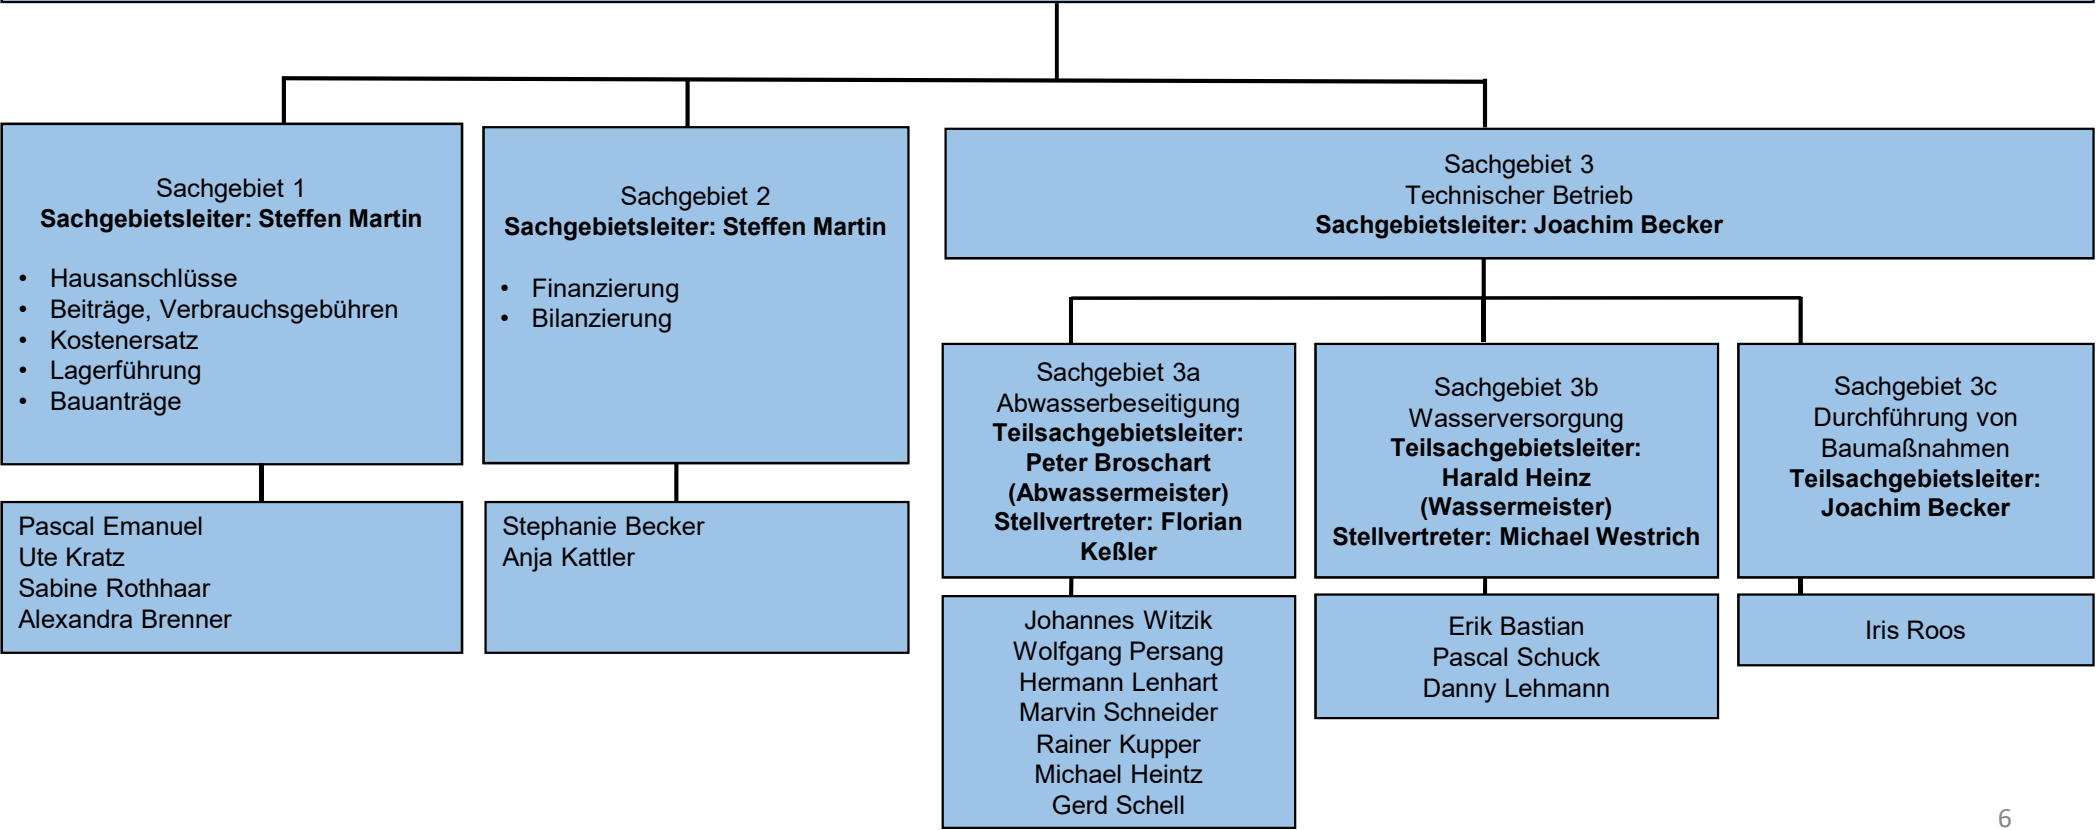 Sachgebiet 1
Sachgebietsleiter: Steffen Martin
• Hausanschlüsse
• Beiträge, Verbrauchsgebühren
• Kostenersatz
• Lagerführung
• Bauanträge
Pascal Emanuel
Ute Kratz
Sabine Rothhaar
Alexandra Brenner
Sachgebiet 2
Sachgebietsleiter: Steffen Martin
• Finanzierung
• Bilanzierung
Stephanie Becker
Anja Kattler
Sachgebiet 3
Technischer Betrieb
Sachgebietsleiter: Joachim Becker
Sachgebiet 3a
Abwasserbeseitigung
Teilsachgebietsleiter:
Peter Broschart
(Abwassermeister)
Stellvertreter: Florian
Keßler
Johannes Witzik
Wolfgang Persang
Hermann Lenhart
Marvin Schneider
Rainer Kupper
Michael Heintz
Gerd Schell
Sachgebiet 3b
Wasserversorgung
Teilsachgebietsleiter:
Harald Heinz
(Wassermeister)
Stellvertreter: Michael Westrich
Erik Bastian
Pascal Schuck
Danny Lehmann
Sachgebiet 3c
Durchführung von
Baumaßnahmen
Teilsachgebietsleiter:
Joachim Becker
Iris Roos
6